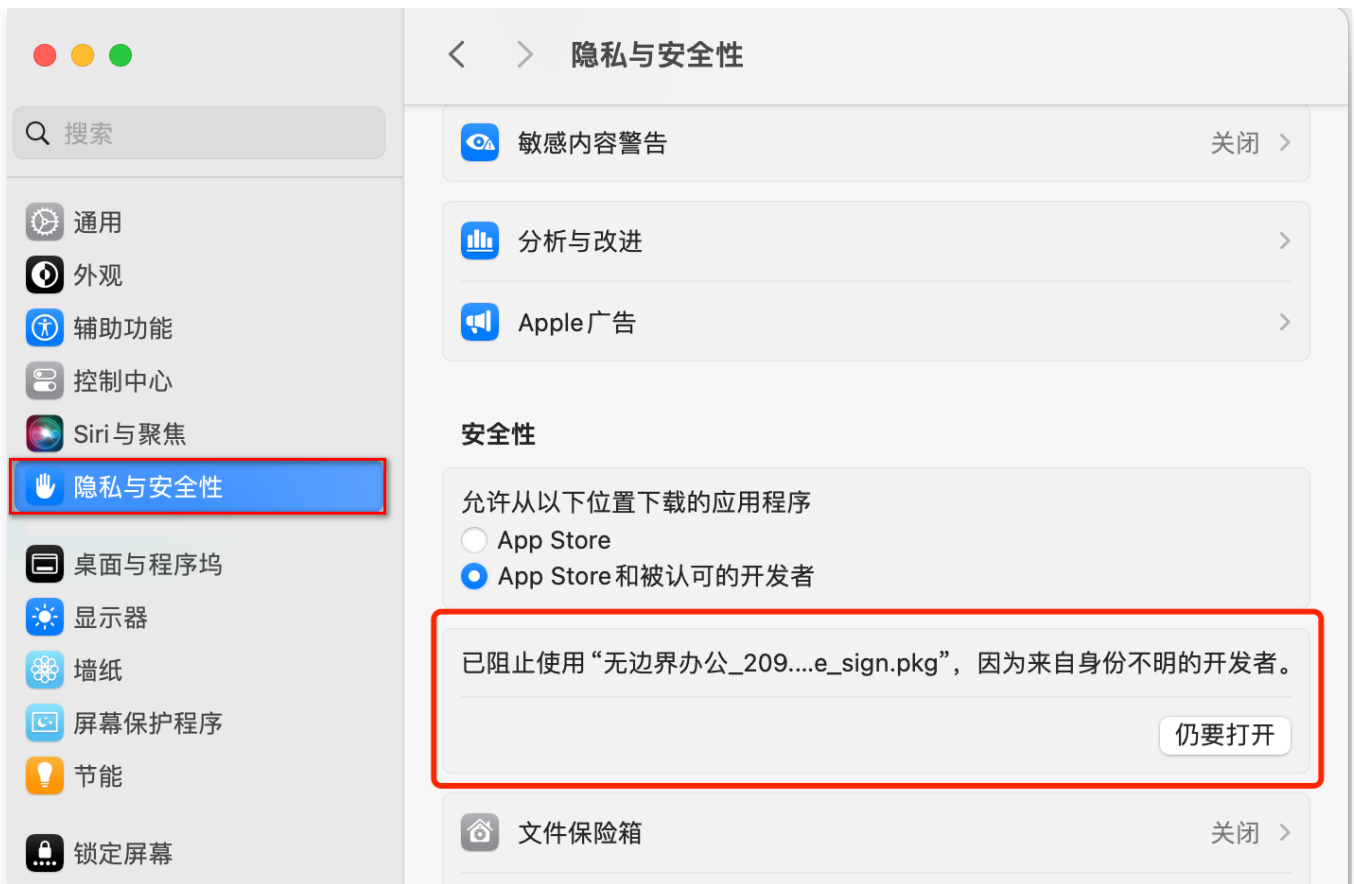 隐私与安全性
搜索
通用
外观
辅助功能
控制中心
Siri与聚焦
隐私与安全性
桌面与程序坞
显示器
墙纸
屏幕保护程序
节能
锁定屏幕
敏感内容警告 关闭
分析与改进
Apple广告
安全性
允许从以下位置下载的应用程序
App Store
App Store和被认可的开发者
已阻止使用“无边界办公_209....e_sign.pkg”，因为来自身份不明的开发者。
仍要打开
文件保险箱 关闭